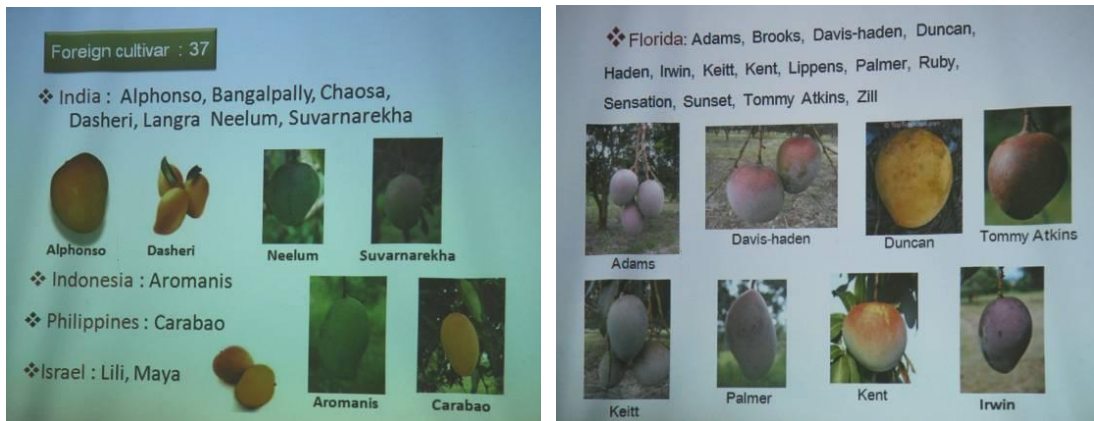 Foreign cultivar : 37
❖ India : Alphonso, Bangalpally, Chaosa,
Dasheri, Langra Neelum, Suvarnarekha
Alphonso
Dasheri
Neelum
Suvarnarekha
❖ Indonesia : Aromanis
❖ Philippines : Carabao
❖Israel : Lili, Maya
Aromanis
Carabao
❖Florida: Adams, Brooks, Davis-haden, Duncan,
Haden, Irwin, Keitt, Kent, Lippens, Palmer, Ruby,
Sensation, Sunset, Tommy Atkins, Zill
Adams
Davis-haden
Duncan
Tommy Atkins
Keitt
Palmer
Kent
Irwin